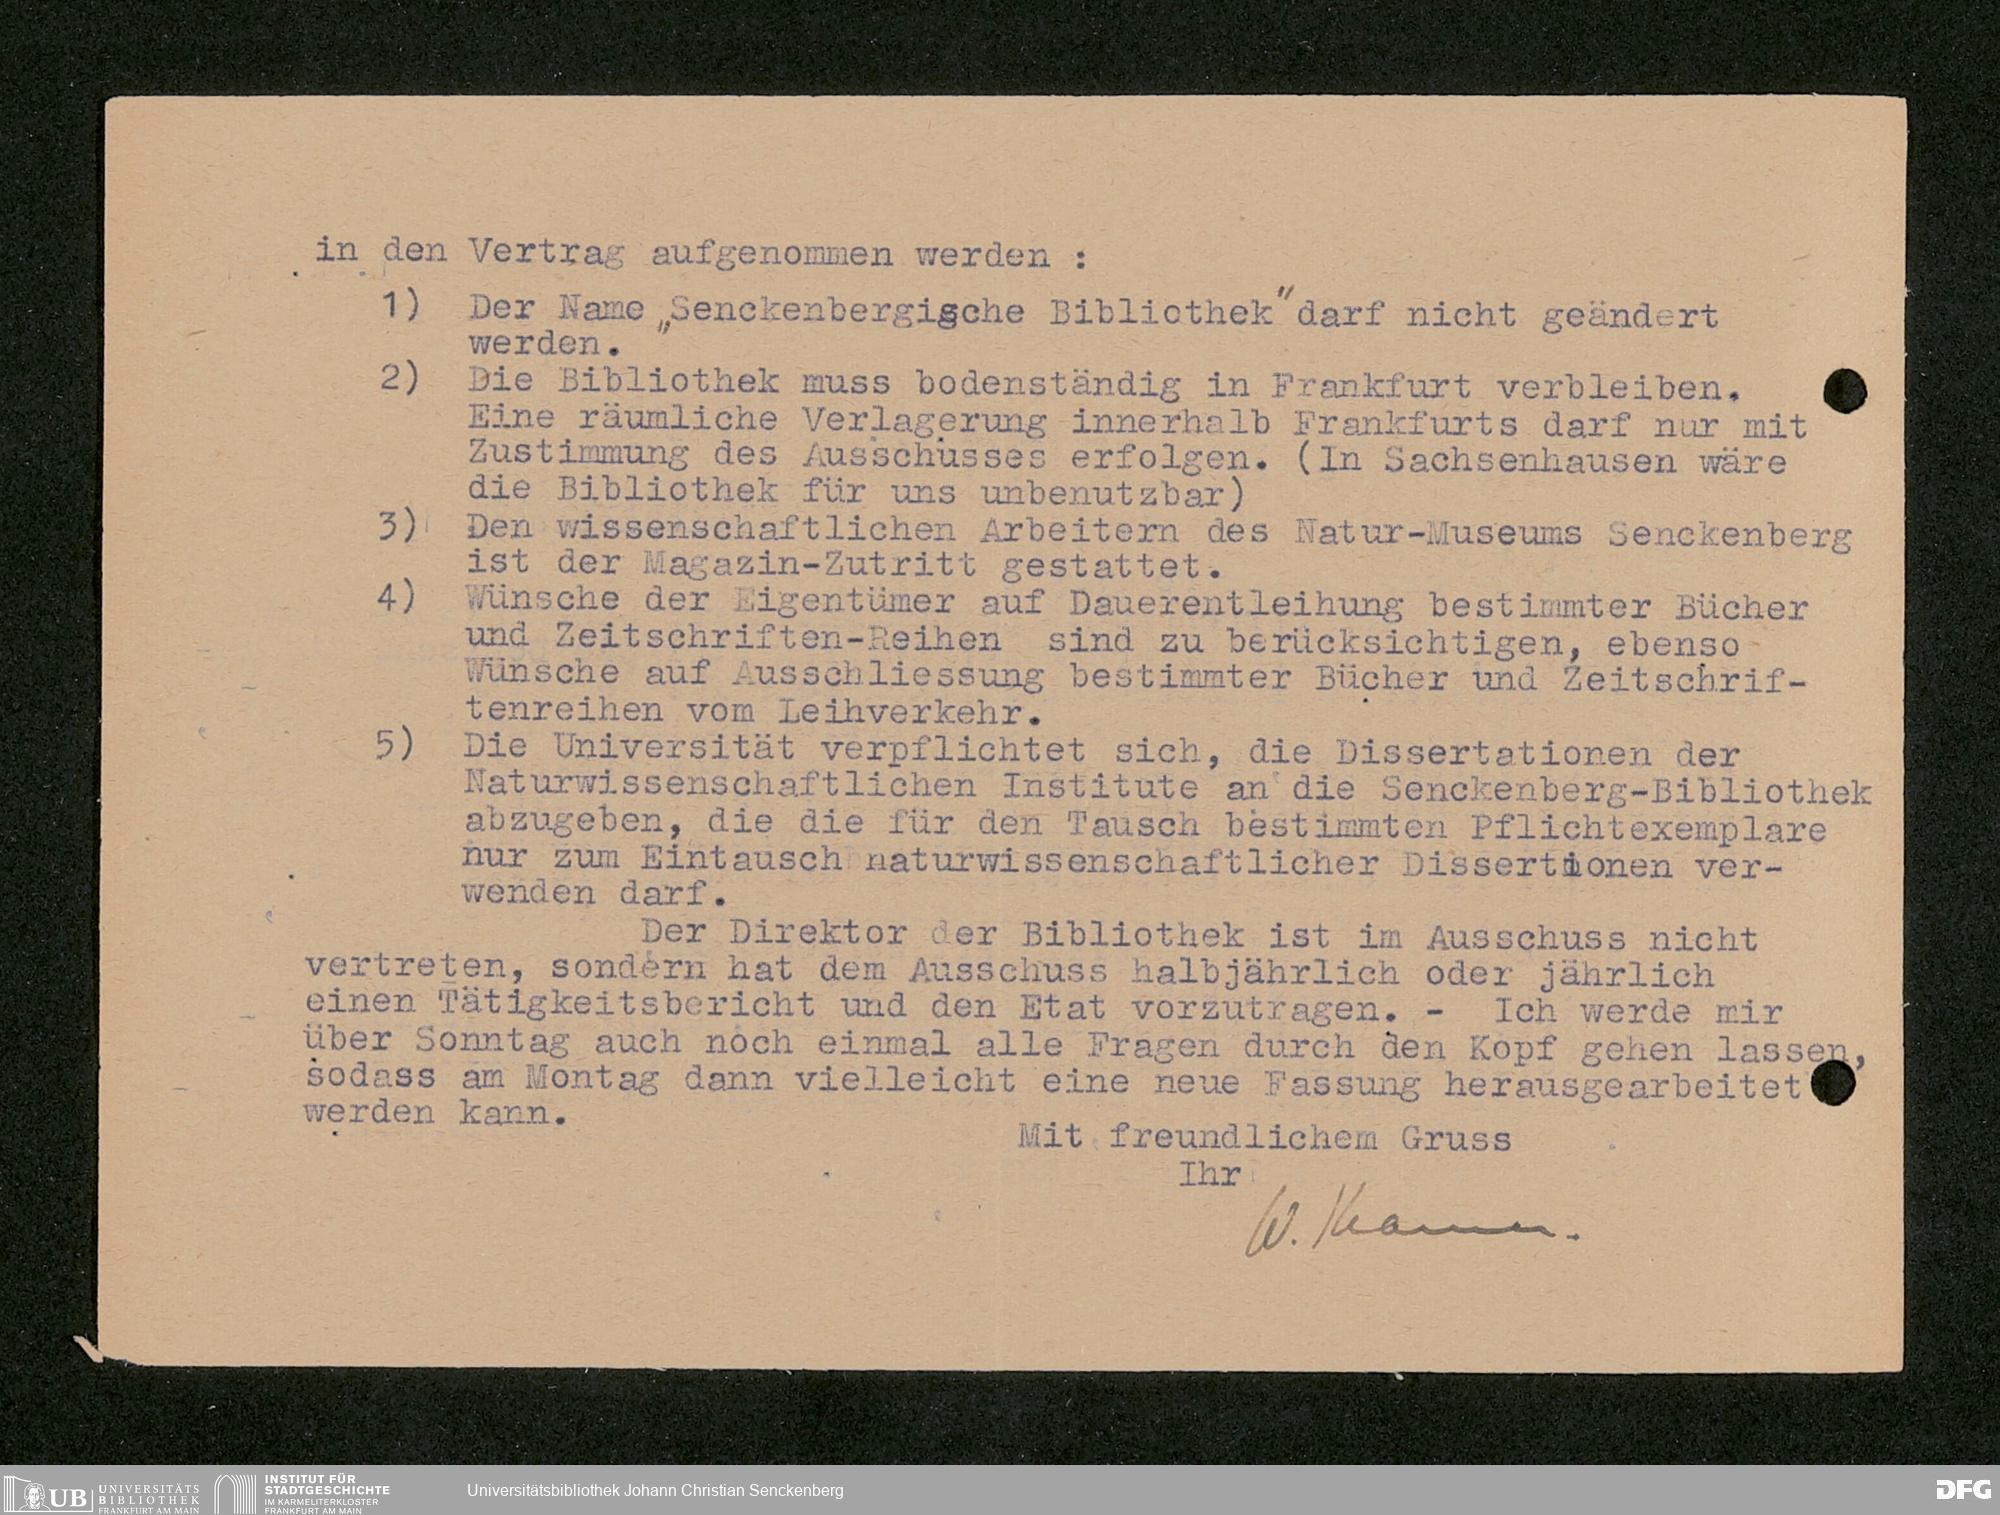 in den Vertrag aufgenommen werden :
1) Der Name „Senckenbergische Bibliothek" darf nicht geändert
werden.
2) Die Bibliothek muss bodenständig in Frankfurt verbleiben.
Eine räumliche Verlagerung innerhalb Frankfurts darf nur mit
Zustimmung des Ausschusses erfolgen. (In Sachsenhausen wäre
die Bibliothek für uns unbenutzbar)
3) Den wissenschaftlichen Arbeitern des Natur-Museums Senckenberg
ist der Magazin-Zutritt gestattet.
4) Wünsche der Eigentümer auf Dauerentleihung bestimmter Bücher
und Zeitschriften-Reihen sind zu berücksichtigen, ebenso
Wünsche auf Ausschliessung bestimmter Bücher und Zeitschrif-
tenreihen vom Leihverkehr.
5) Die Universität verpflichtet sich, die Dissertationen der
Naturwissenschaftlichen Institute an die Senckenberg-Bibliothek
abzugeben, die die für den Tausch bestimmten Pflichtexemplare
nur zum Eintausch naturwissenschaftlicher Dissertionen ver-
wenden darf.
Der Direktor der Bibliothek ist im Ausschuss nicht
vertreten, sondern hat dem Ausschuss halbjährlich oder jährlich
einen Tätigkeitsbericht und den Etat vorzutragen. - Ich werde mir
über Sonntag auch noch einmal alle Fragen durch den Kopf gehen lassen,
sodass am Montag dann vielleicht eine neue Fassung herausgearbeitet
werden kann.
Mit freundlichem Gruss
Ihr
W.
UB UNIVERSITÄTS
BIBLIOTHEK
FRANKFURT AM MAIN
INSTITUT FÜR
STADTGESCHICHTE
IM KARMELITERKLOSTER
FRANKFURT AM MAIN
Universitätsbibliothek Johann Christian Senckenberg
DFG